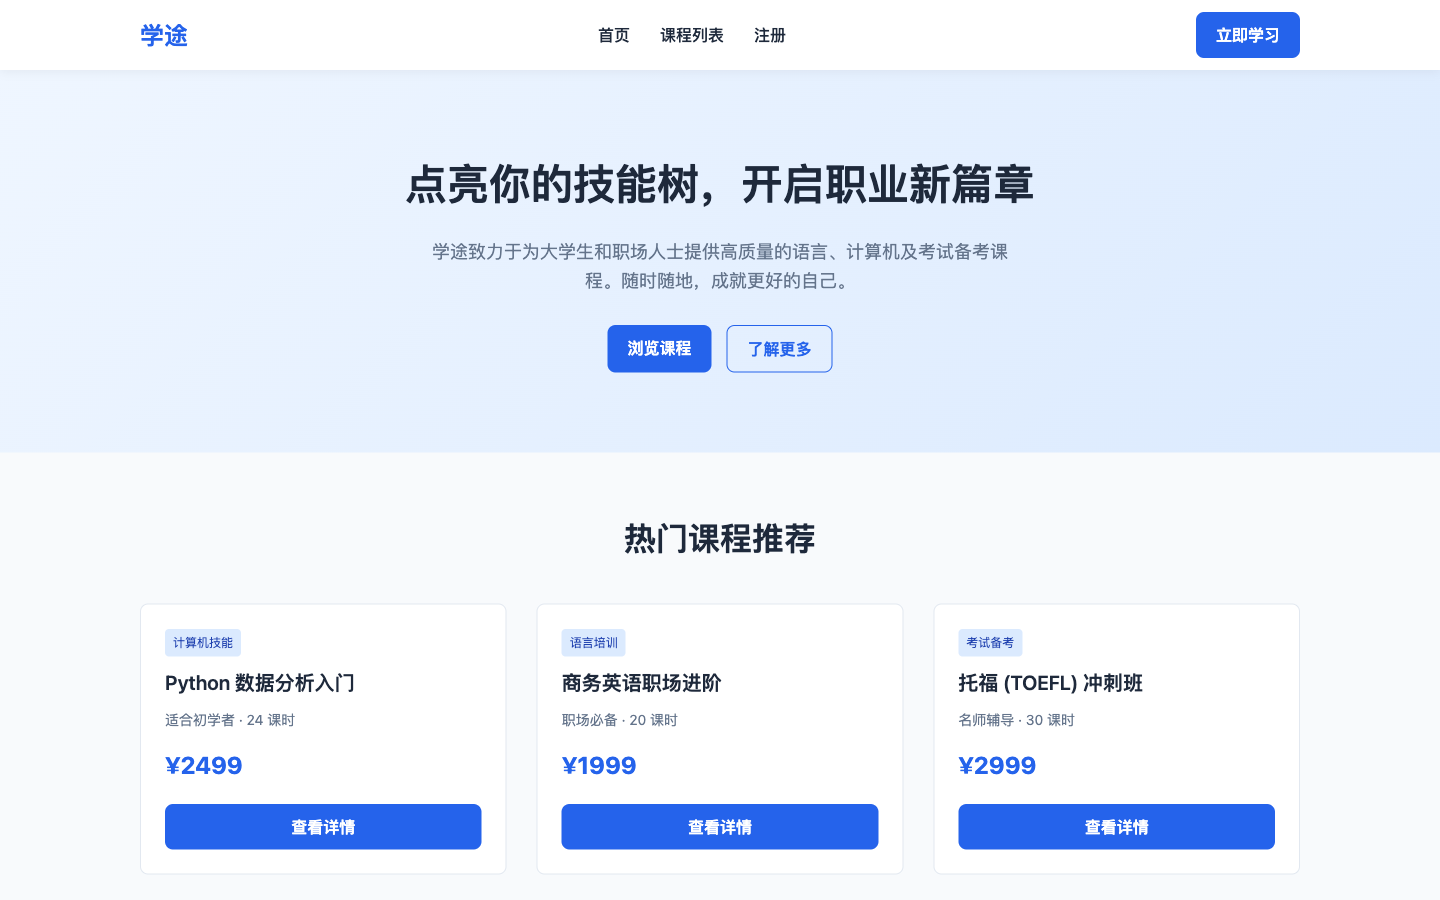 学途
首页
课程列表
注册
立即学习
点亮你的技能树，开启职业新篇章
学途致力于为大学生和职场人士提供高质量的语言、计算机及考试备考课
程。随时随地，成就更好的自己。
浏览课程
了解更多
热门课程推荐
计算机技能
Python 数据分析入门
适合初学者 · 24 课时
¥2499
查看详情
语言培训
商务英语职场进阶
职场必备 · 20 课时
¥1999
查看详情
考试备考
托福 (TOEFL) 冲刺班
名师辅导 · 30 课时
¥2999
查看详情